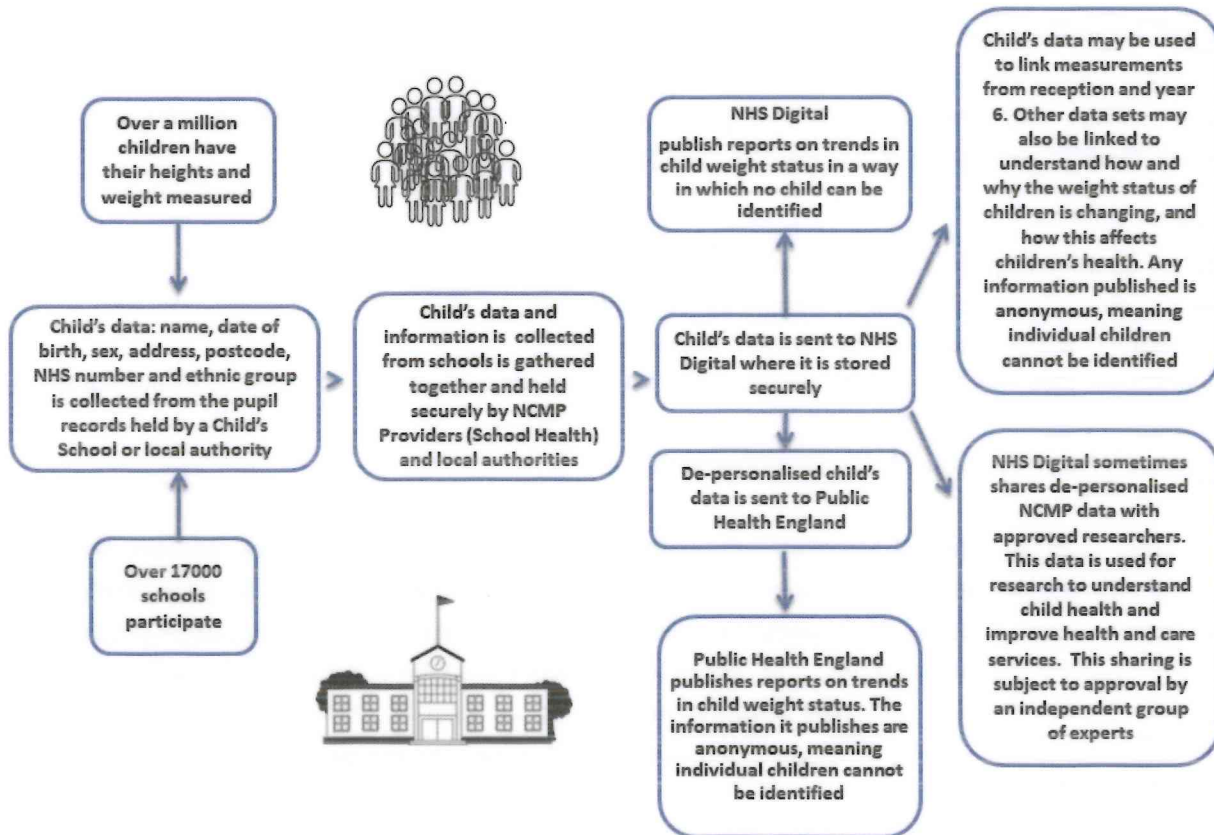 Over a million
children have
their heights and
weight measured
Child's data: name, date of
birth, sex, address, postcode,
NHS number and ethnic group
is collected from the pupil
records held by a Child's
School or local authority
Over 17000
schools
participate
Child's data and
information is collected
from schools is gathered
together and held
securely by NCMP
Providers (School Health)
and local authorities
NHS Digital
publish reports on trends in
child weight status in a way
in which no child can be
identified
Child's data is sent to NHS
Digital where it is stored
securely
De-personalised child's
data is sent to Public
Health England
Public Health England
publishes reports on trends
in child weight status. The
information it publishes are
anonymous, meaning
individual children cannot
be identified
Child's data may be used
to link measurements
from reception and year
6. Other data sets may
also be linked to
understand how and
why the weight status of
children is changing, and
how this affects
children's health. Any
information published is
anonymous, meaning
individual children
cannot be identified
NHS Digital sometimes
shares de-personalised
NCMP data with
approved researchers.
This data is used for
research to understand
child health and
improve health and care
services. This sharing is
subject to approval by
an independent group
of experts